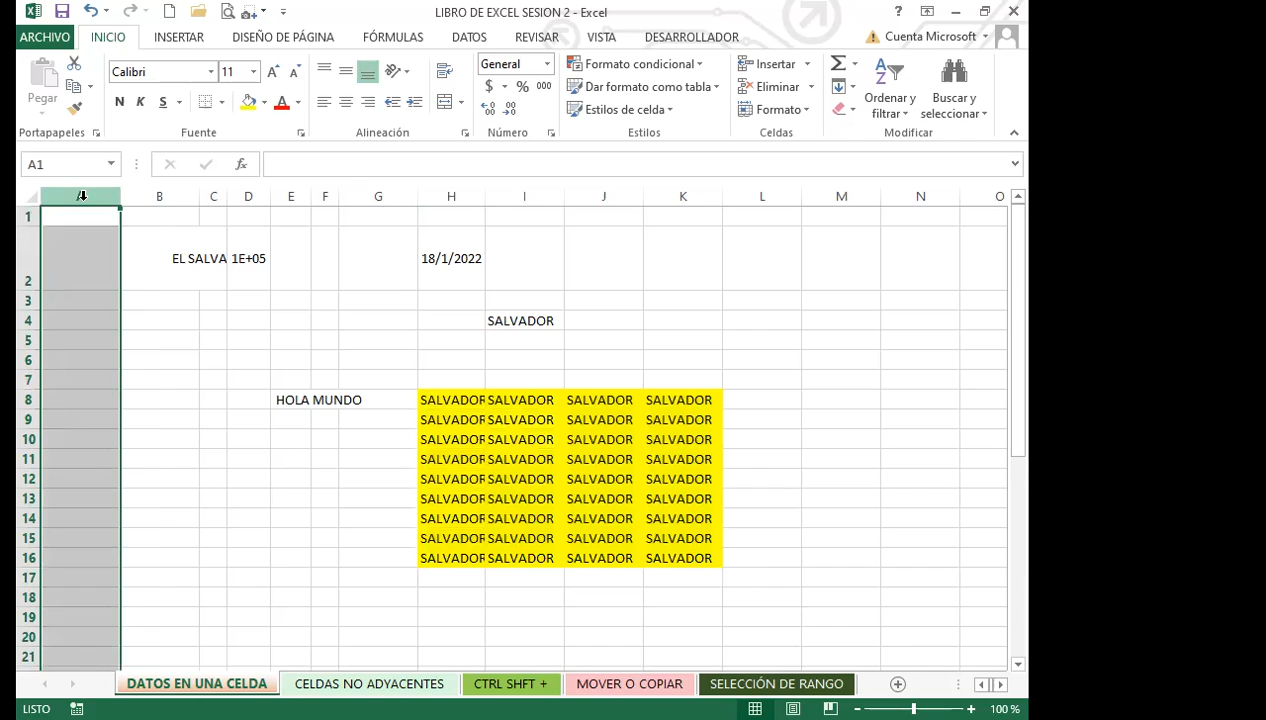 LIBRO DE EXCEL SESION 2 - Excel
ARCHIVO INICIO INSERTAR DISEÑO DE PÁGINA FÓRMULAS DATOS REVISAR VISTA DESARROLLADOR Cuenta Microsoft
Pegar Calibri 11 General Formato condicional Insertar
N K S $ % 000 Dar formato como tabla Eliminar Ordenar y filtrar Buscar y seleccionar
Estilos de celda Formato
Portapapeles Fuente Alineación Número Estilos Celdas Modificar
A1 fx
A B C D E F G H I J K L M N O
1
2 EL SALVA 1E+05 18/1/2022
3
4 SALVADOR
5
6
7
8 HOLA MUNDO SALVADOR SALVADOR SALVADOR SALVADOR
9 SALVADOR SALVADOR SALVADOR SALVADOR
10 SALVADOR SALVADOR SALVADOR SALVADOR
11 SALVADOR SALVADOR SALVADOR SALVADOR
12 SALVADOR SALVADOR SALVADOR SALVADOR
13 SALVADOR SALVADOR SALVADOR SALVADOR
14 SALVADOR SALVADOR SALVADOR SALVADOR
15 SALVADOR SALVADOR SALVADOR SALVADOR
16 SALVADOR SALVADOR SALVADOR SALVADOR
17
18
19
20
21
DATOS EN UNA CELDA CELDAS NO ADYACENTES CTRL SHFT + MOVER O COPIAR SELECCIÓN DE RANGO
LISTO 100 %